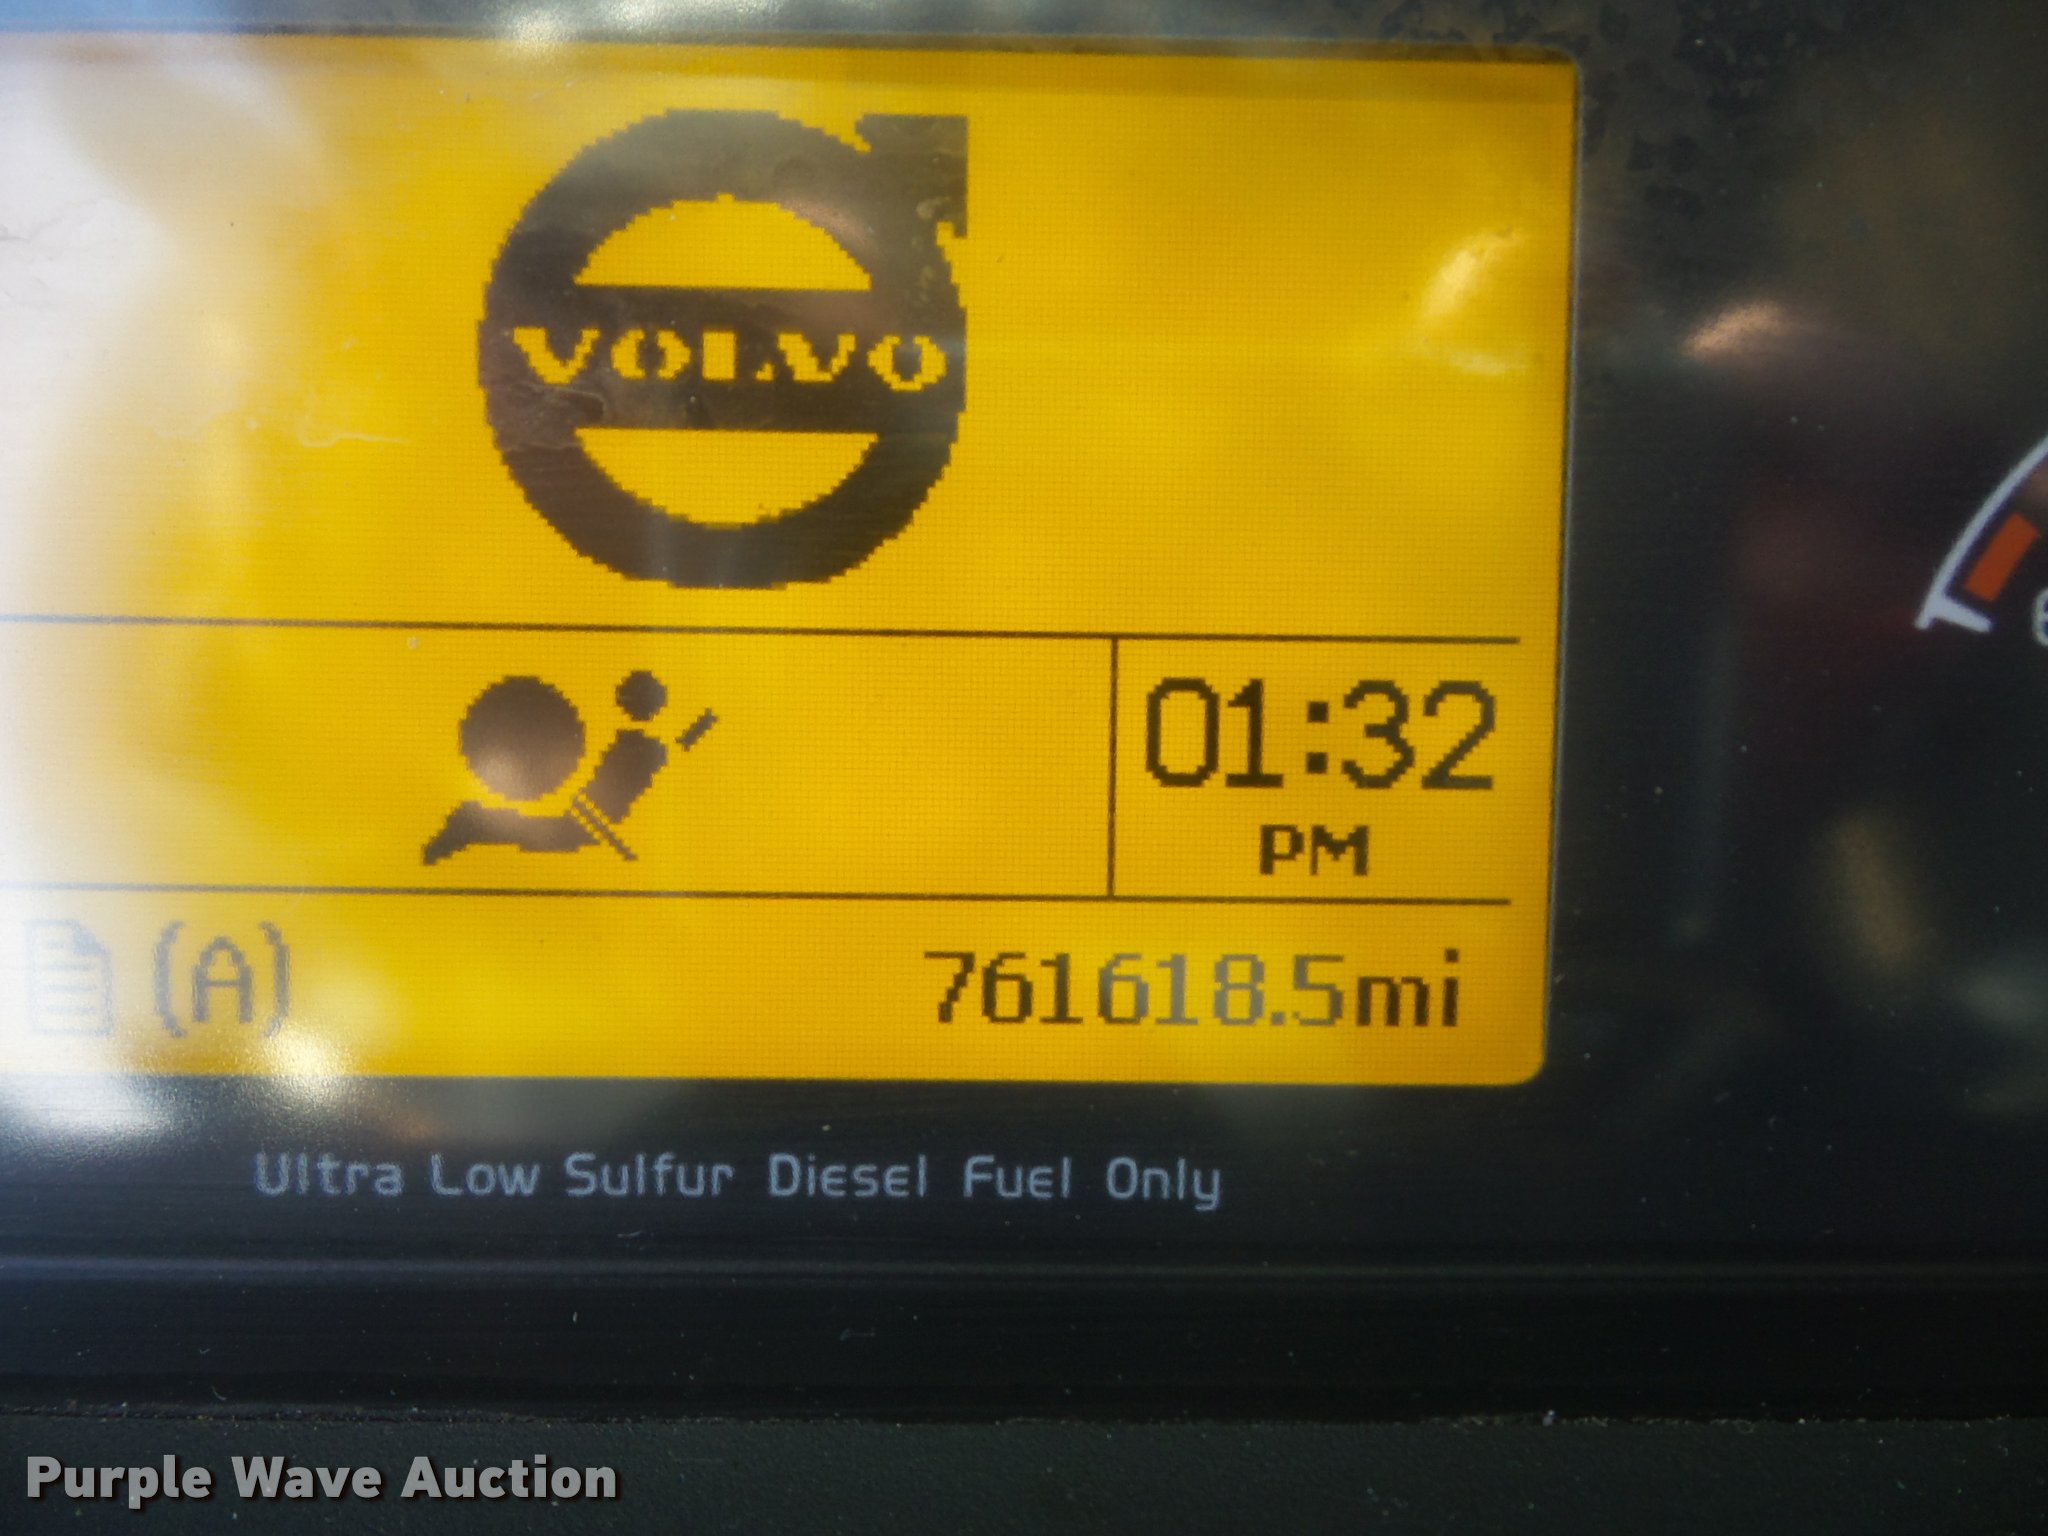 VOLVO
01:32
PM
(A)
761618.5mi
Ultra Low Sulfur Diesel Fuel Only
Purple Wave Auction